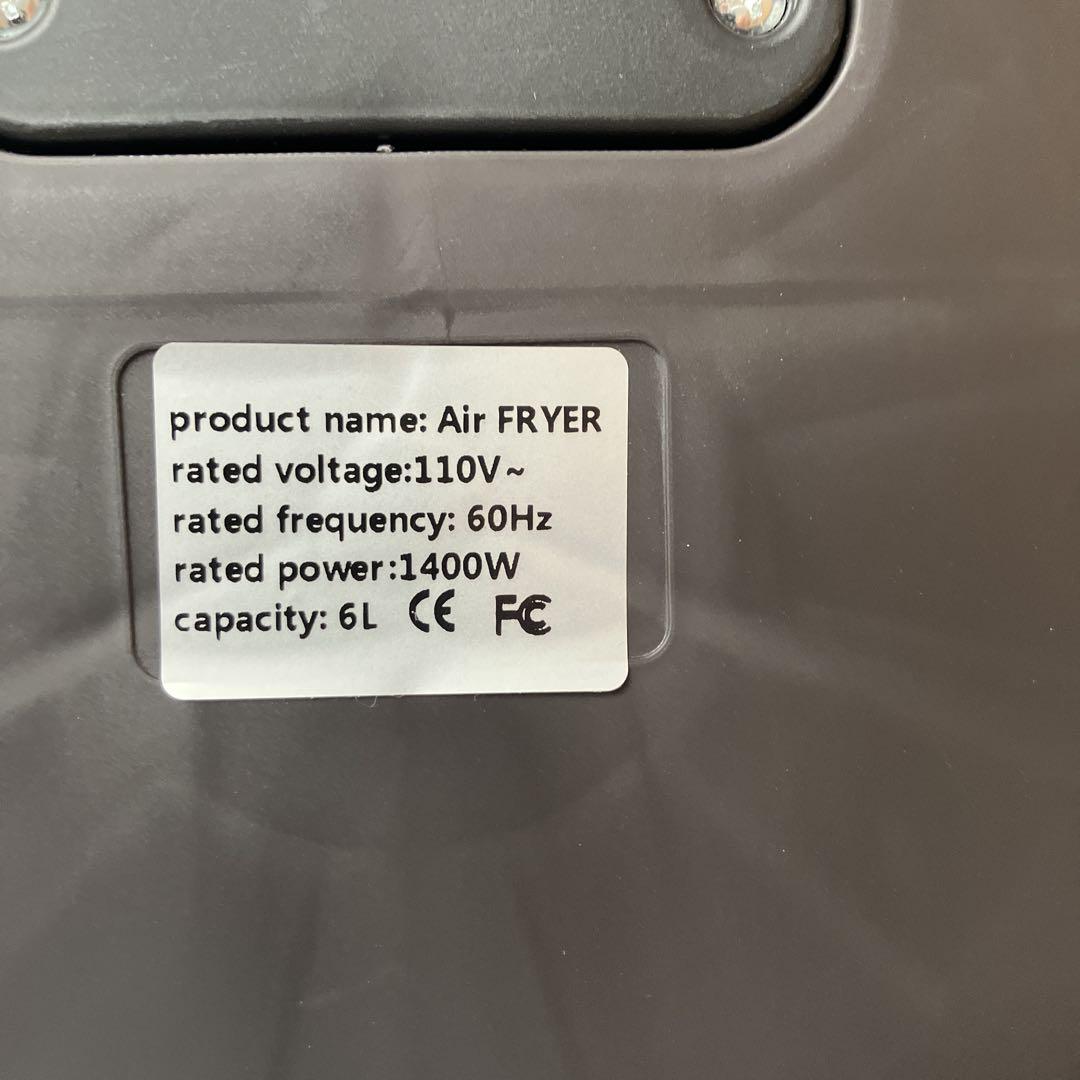 product name: Air FRYER
rated voltage:110V~
rated frequency: 60Hz
rated power:1400W
capacity: 6L CE FC